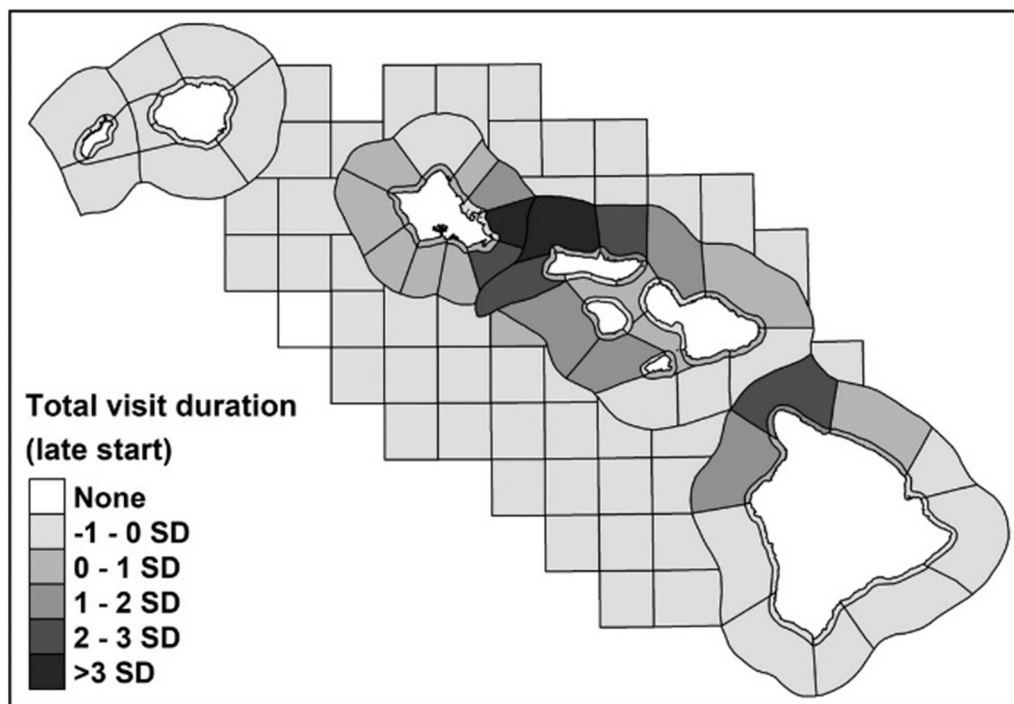 Total visit duration
(late start)
None
-1 - 0 SD
0 - 1 SD
1 - 2 SD
2 - 3 SD
>3 SD